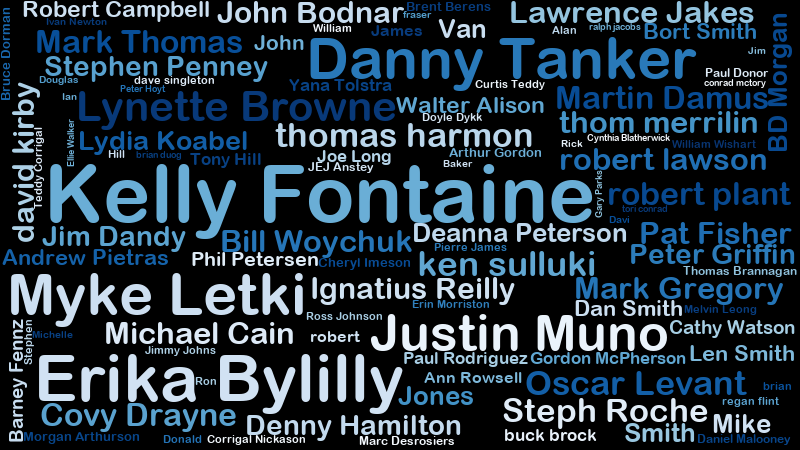 Robert Campbell
Ivan Newton
John Bodnar
fraser
Brent Berens
Lawrence Jakes
Bruce Dorman
Mark Thomas
John
William
James
Van
Alan
ralph jacobs
Bort Smith
Stephen Penney
Danny Tanker
Jim
Douglas
dave singleton
Peter Hoyt
Yana Tolstra
Curtis Teddy
Paul Donor
conrad mctory
BD Morgan
Ian
Lynette Browne
Walter Alison
Martin Damus
david kirby
Teddy Corrigal
Ellie Walker
Doyle Dykk
thom merrilin
Lydia Koabel
thomas harmon
Cynthia Blatherwick
Rick
William Wishart
Hill
brian duog
Tony Hill
Joe Long
JEJ Anstey
Arthur Gordon
Baker
robert lawson
Kelly Fontaine
Gary Parks
robert plant
tori conrad
Davi
Jim Dandy
Bill Woychuk
Deanna Peterson
Pat Fisher
Pierre James
Peter Griffin
Andrew Pietras
Phil Petersen
Cheryl Imeson
ken sulluki
Thomas Brannagan
Myke Letki
Ignatius Reilly
Mark Gregory
Erin Morriston
Dan Smith
Melvin Leong
Barney Fennz
Stephen
Michelle
Michael Cain
Ross Johnson
robert
Justin Muno
Cathy Watson
Jimmy Johns
Paul Rodriguez
Gordon McPherson
Len Smith
Erika Bylilly
Ron
Ann Rowsell
Jones
Oscar Levant
brian
regan flint
Covy Drayne
Denny Hamilton
Steph Roche
Mike
Morgan Arthurson
Donald
Corrigal Nickason
Marc Desrosiers
buck brock
Smith
Daniel Malooney